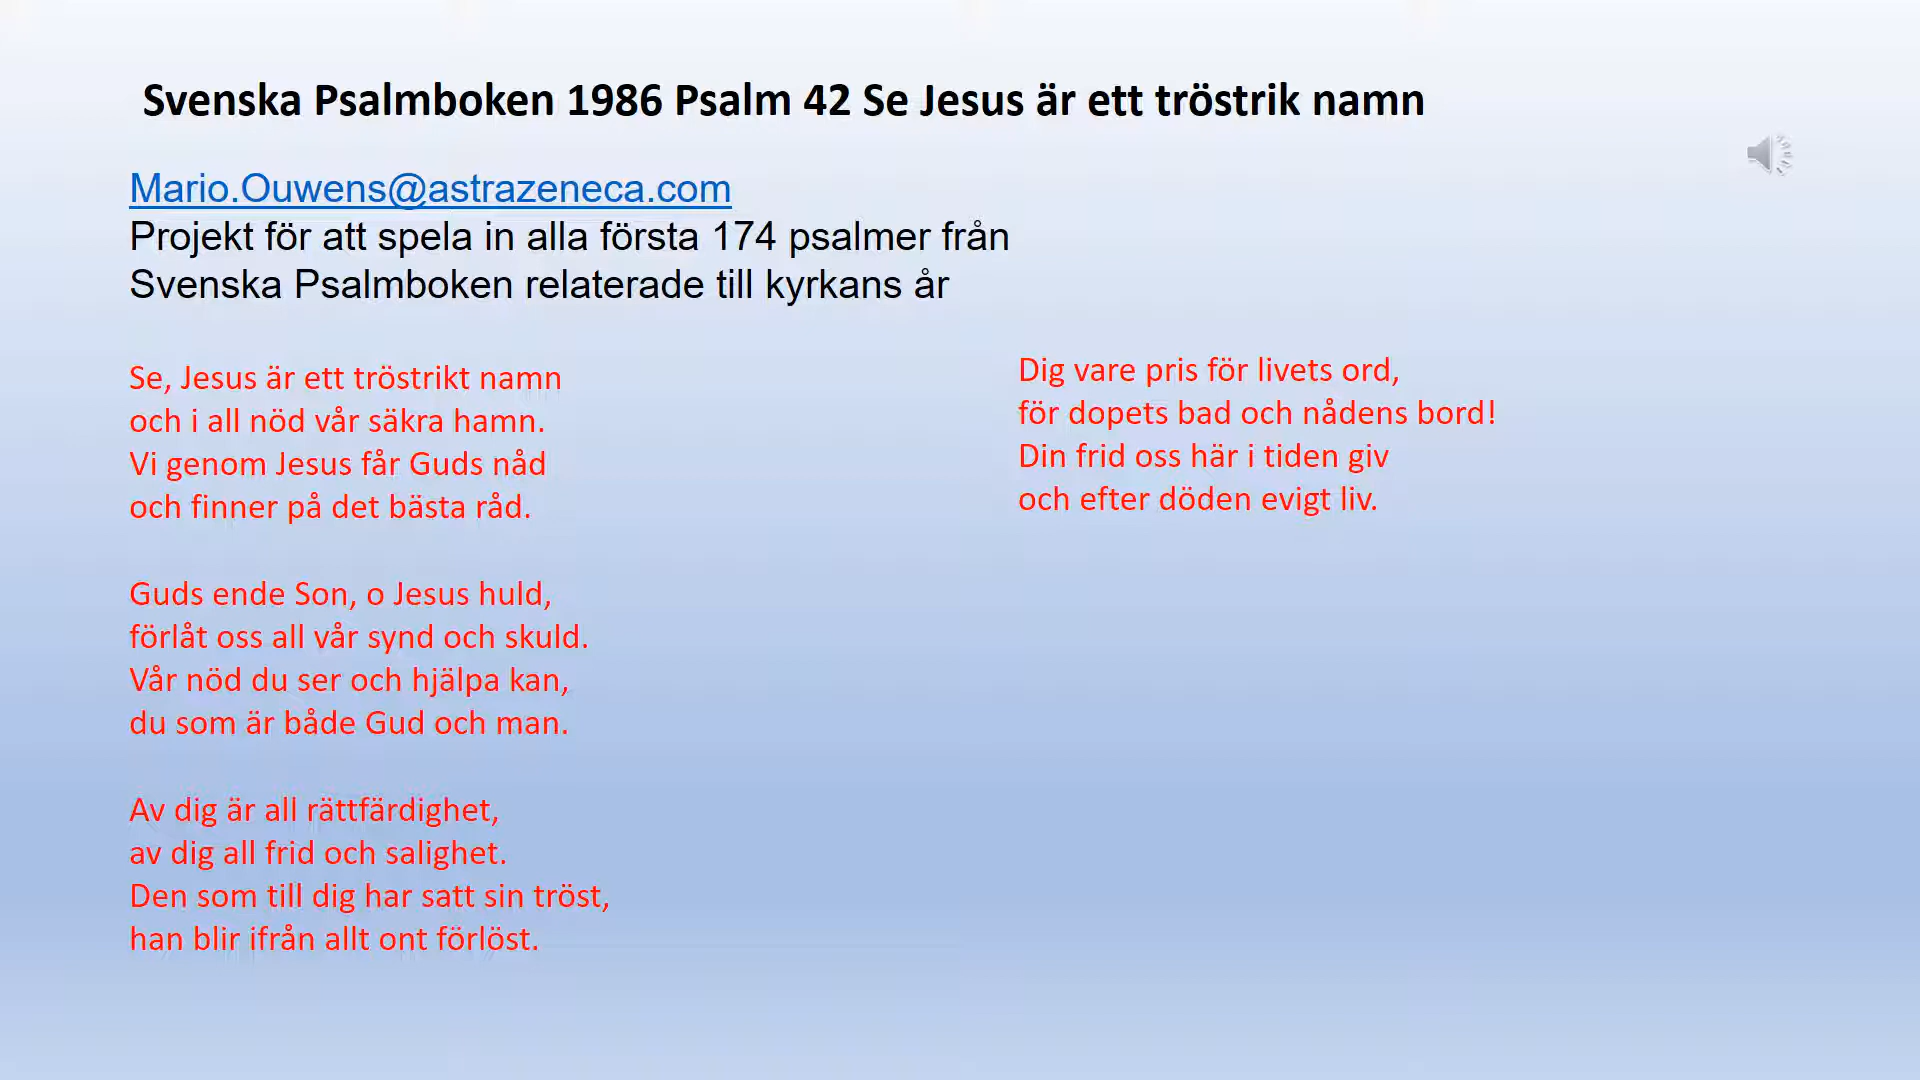 Svenska Psalmboken 1986 Psalm 42 Se Jesus är ett tröstrik namn
Mario.Ouwens@astrazeneca.com
Projekt för att spela in alla första 174 psalmer från
Svenska Psalmboken relaterade till kyrkans år
Se, Jesus är ett tröstrikt namn
och i all nöd vår säkra hamn.
Vi genom Jesus får Guds nåd
och finner på det bästa råd.
Guds ende Son, o Jesus huld,
förlåt oss all vår synd och skuld.
Vår nöd du ser och hjälpa kan,
du som är både Gud och man.
Av dig är all rättfärdighet,
av dig all frid och salighet.
Den som till dig har satt sin tröst,
han blir ifrån allt ont förlöst.
Dig vare pris för livets ord,
för dopets bad och nådens bord!
Din frid oss här i tiden giv
och efter döden evigt liv.